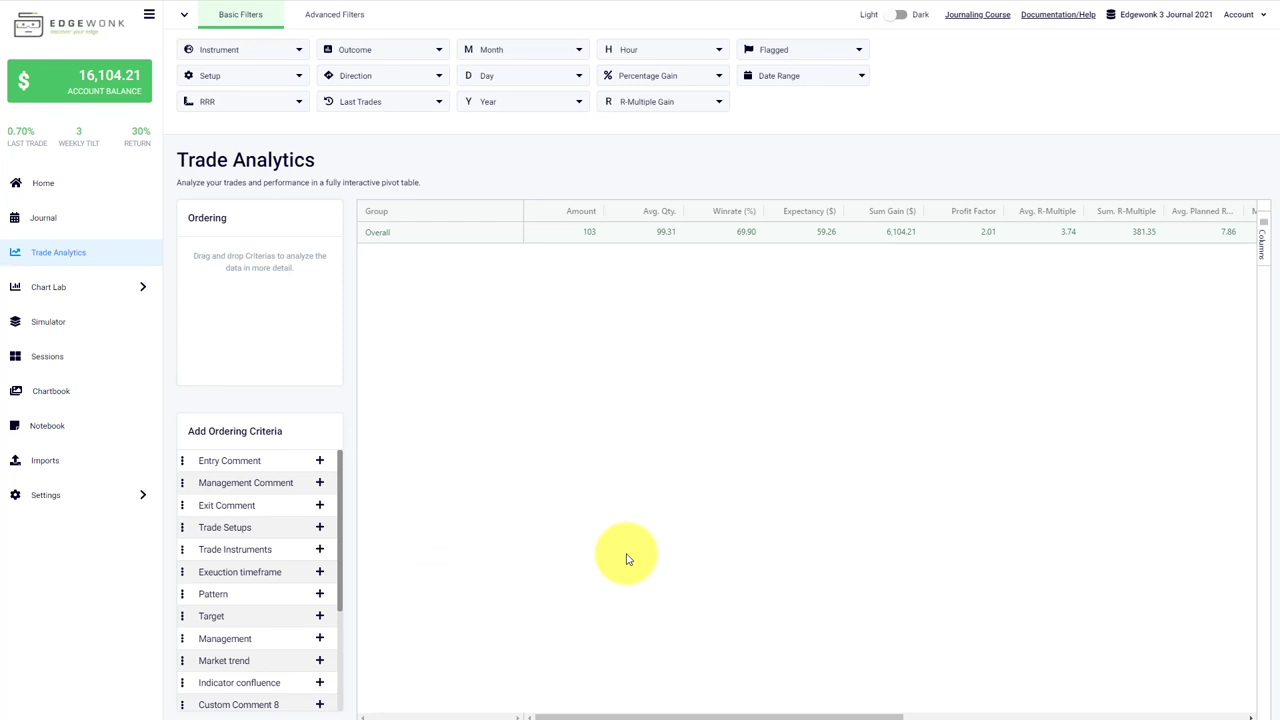 EDGEWONK
discover your edge
$ 16,104.21
ACCOUNT BALANCE
0.70% 3 30%
LAST TRADE WEEKLY TILT RETURN
Home
Journal
Trade Analytics
Chart Lab
Simulator
Sessions
Chartbook
Notebook
Imports
Settings
Basic Filters Advanced Filters Light Dark Journaling Course Documentation/Help Edgewonk 3 Journal 2021 Account
Instrument Outcome M Month H Hour Flagged
Setup Direction D Day % Percentage Gain Date Range
RRR Last Trades Y Year R R-Multiple Gain
Trade Analytics
Analyze your trades and performance in a fully interactive pivot table.
Ordering
Drag and drop Criterias to analyze the
data in more detail.
Add Ordering Criteria
Entry Comment +
Management Comment +
Exit Comment +
Trade Setups +
Trade Instruments +
Exeuction timeframe +
Pattern +
Target +
Management +
Market trend +
Indicator confluence +
Custom Comment 8 +
Group Amount Avg. Qty. Winrate (%) Expectancy ($) Sum Gain ($) Profit Factor Avg. R-Multiple Sum. R-Multiple Avg. Planned R... M
Overall 103 99.31 69.90 59.26 6,104.21 2.01 3.74 381.35 7.86
Columns